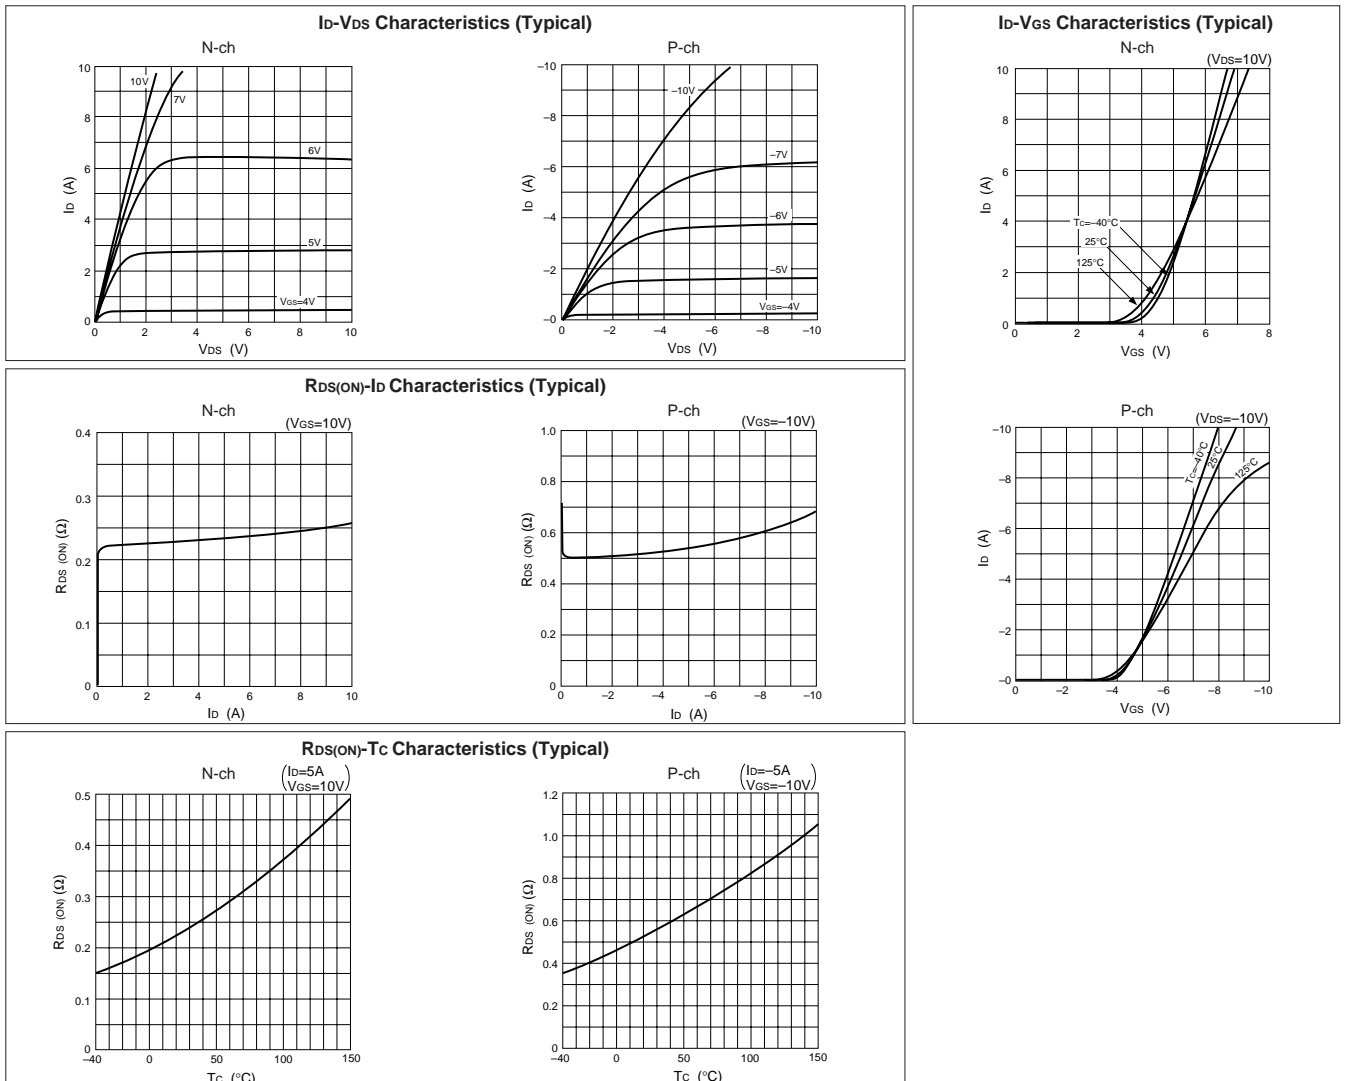 ID-VDS Characteristics (Typical)
N-ch
10
8
6
4
2
0
0
2
4
6
8
10
ID (A)
VDS (V)
10V
7V
6V
5V
VGS=4V
P-ch
–10
–8
–6
–4
–2
–0
0
–2
–4
–6
–8
–10
ID (A)
VDS (V)
–10V
–7V
–6V
–5V
VGS=–4V
ID-VGS Characteristics (Typical)
N-ch
(VDS=10V)
10
8
6
4
2
0
0
2
4
6
8
ID (A)
VGS (V)
TC=–40°C
25°C
125°C
P-ch
(VDS=–10V)
–10
–8
–6
–4
–2
–0
0
–2
–4
–6
–8
–10
ID (A)
VGS (V)
TC=–40°C
25°C
125°C
RDS(ON)-ID Characteristics (Typical)
N-ch
(VGS=10V)
0.4
0.3
0.2
0.1
0
0
2
4
6
8
10
RDS (ON) (Ω)
ID (A)
P-ch
(VGS=–10V)
1.0
0.8
0.6
0.4
0.2
0
0
–2
–4
–6
–8
–10
RDS (ON) (Ω)
ID (A)
RDS(ON)-TC Characteristics (Typical)
N-ch
(ID=5A
VGS=10V)
0.5
0.4
0.3
0.2
0.1
0
–40
0
50
100
150
RDS (ON) (Ω)
TC (°C)
P-ch
(ID=–5A
VGS=–10V)
1.2
1.0
0.8
0.6
0.4
0.2
0
–40
0
50
100
150
RDS (ON) (Ω)
TC (°C)